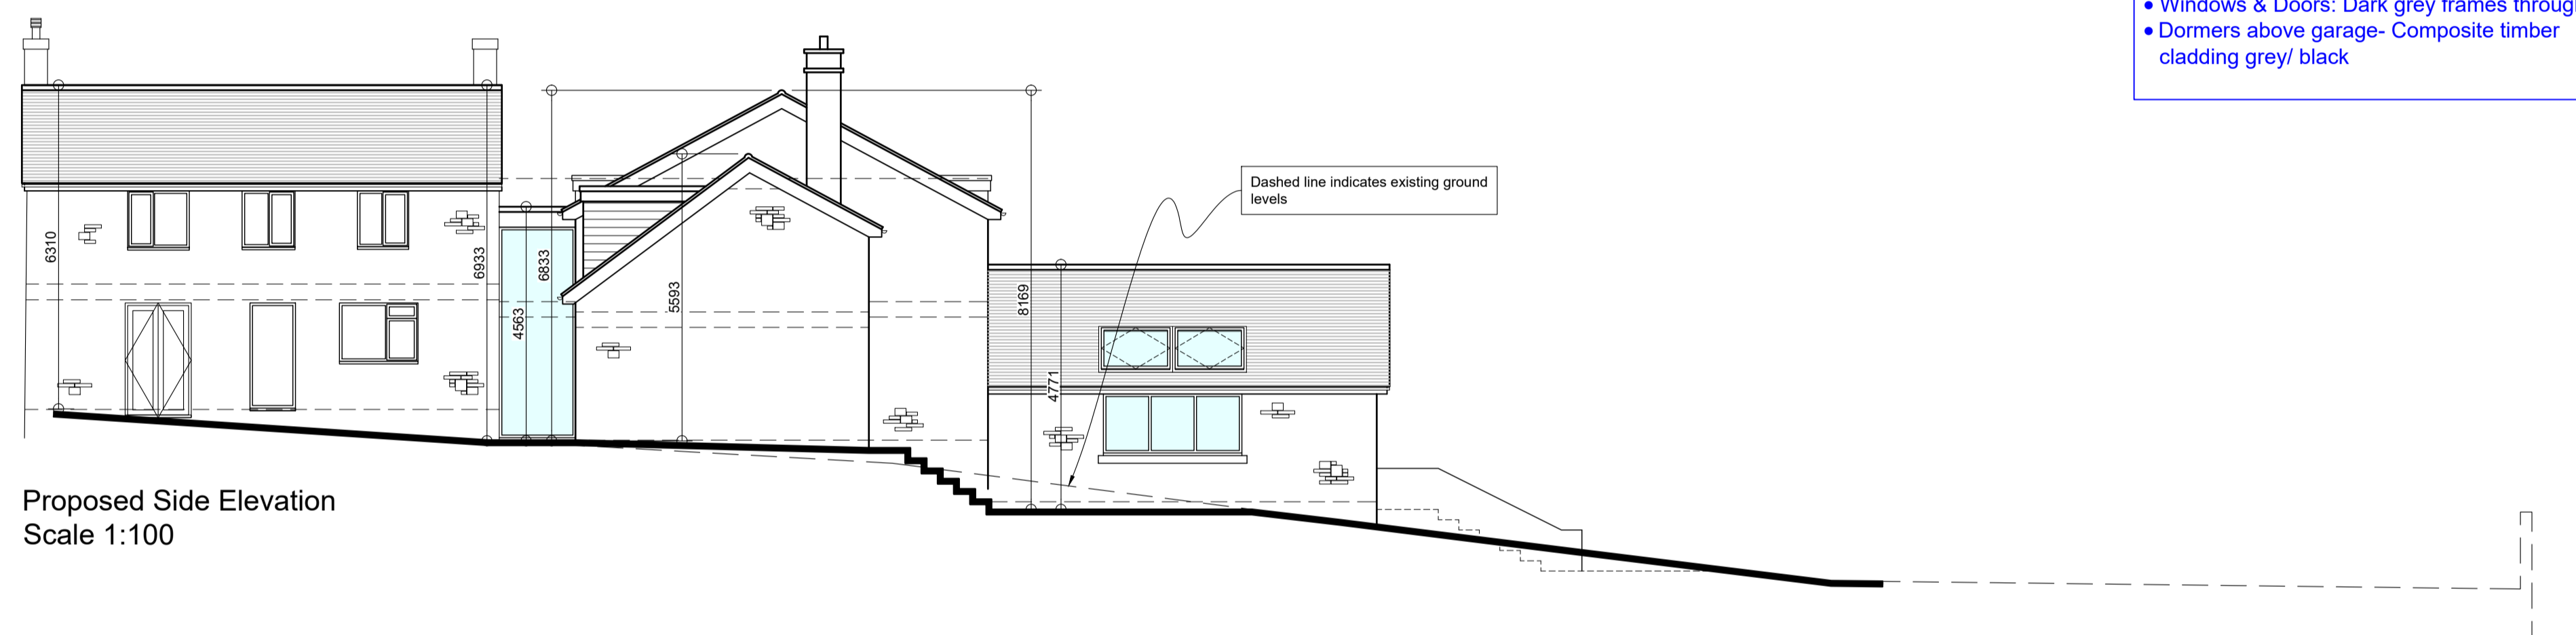 • Windows & Doors: Dark grey frames
• Dormers above garage- Composite timber
cladding grey/ black
Dashed line indicates existing ground
levels
6310
6933
6833
4563
5593
8169
4771
Proposed Side Elevation
Scale 1:100